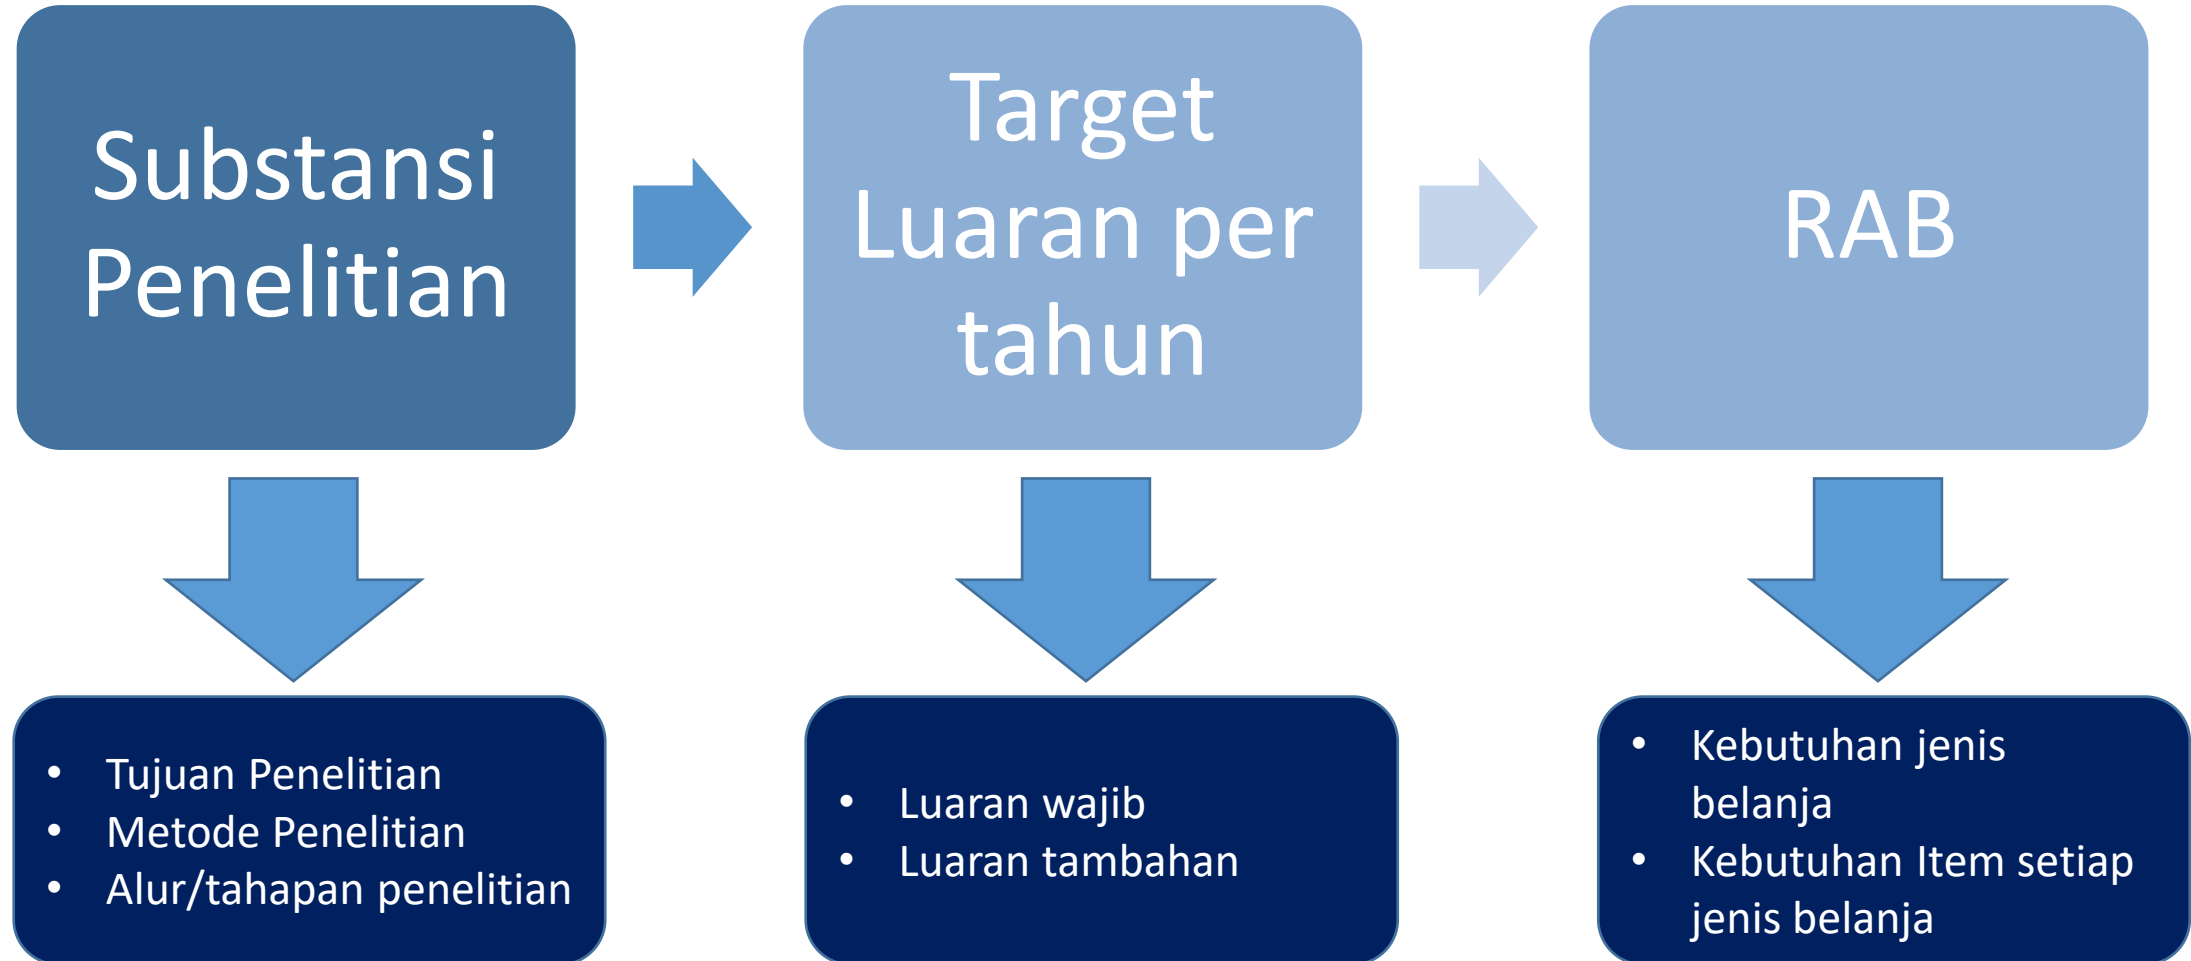 Substansi
Penelitian
Target
Luaran per
tahun
RAB
• Tujuan Penelitian
• Metode Penelitian
• Alur/tahapan penelitian
• Luaran wajib
• Luaran tambahan
• Kebutuhan jenis
belanja
• Kebutuhan Item setiap
jenis belanja